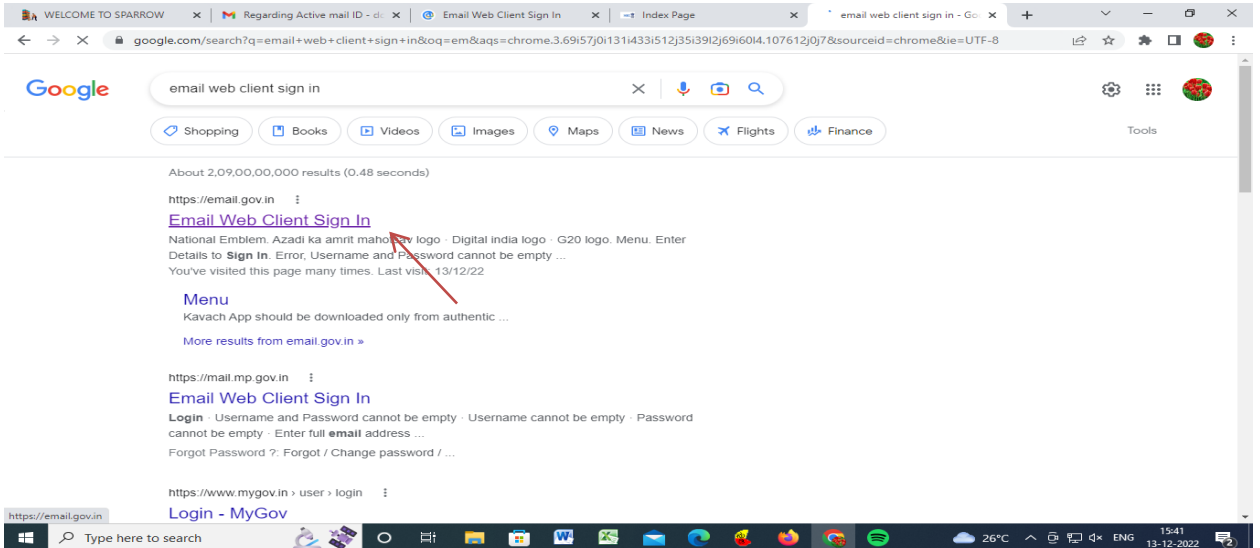 WELCOME TO SPARROW
Regarding Active mail ID - di
Email Web Client Sign In
Index Page
email web client sign in - Go
google.com/search?q=email+web+client+sign+in&oq=em&aqs=chrome.3.69i57j0i131i433i512j35i39l2j69i60l4.107612j0j7&sourceid=chrome&ie=UTF-8
Google
email web client sign in
Shopping
Books
Videos
Images
Maps
News
Flights
Finance
Tools
About 2,09,00,00,000 results (0.48 seconds)
https://email.gov.in
Email Web Client Sign In
National Emblem. Azadi ka amrit mahotsav logo · Digital india logo · G20 logo. Menu. Enter
Details to Sign In. Error, Username and Password cannot be empty ...
You've visited this page many times. Last visit: 13/12/22
Menu
Kavach App should be downloaded only from authentic ...
More results from email.gov.in »
https://mail.mp.gov.in
Email Web Client Sign In
Login · Username and Password cannot be empty · Username cannot be empty · Password
cannot be empty · Enter full email address ...
Forgot Password ?: Forgot / Change password / ...
https://www.mygov.in › user › login
Login - MyGov
https://email.gov.in
Type here to search
26°C
ENG
15:41
13-12-2022
2